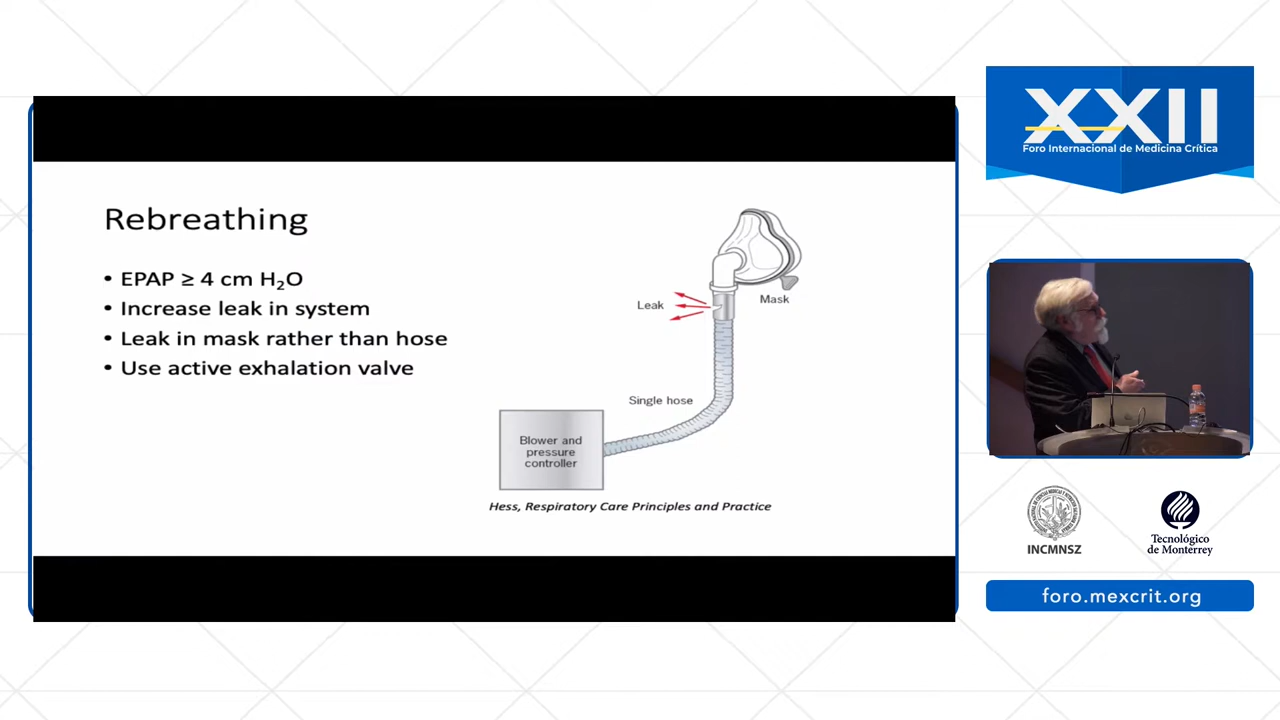 Rebreathing
• EPAP ≥ 4 cm H₂O
• Increase leak in system
• Leak in mask rather than hose
• Use active exhalation valve
Leak
Mask
Single hose
Blower and
pressure
controller
Hess, Respiratory Care Principles and Practice
XXII
Foro Internacional de Medicina Crítica
INCMNSZ
Tecnológico
de Monterrey
foro.mexcrit.org